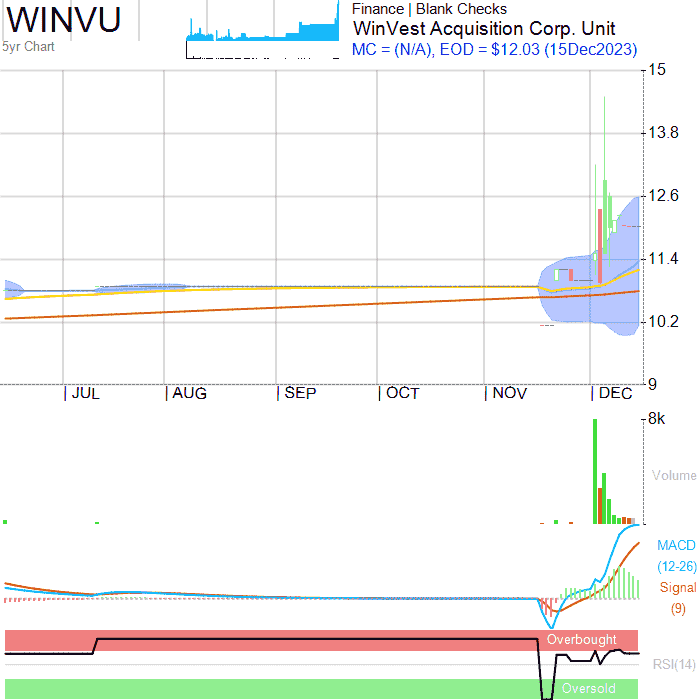 WINVU
5yr Chart
Finance | Blank Checks
WinVest Acquisition Corp. Unit
MC = (N/A), EOD = $12.03 (15Dec2023)
15
13.8
12.6
11.4
10.2
9
JUL AUG SEP OCT NOV DEC
8k
Volume
MACD
(12-26)
Signal
(9)
Overbought
RSI(14)
Oversold